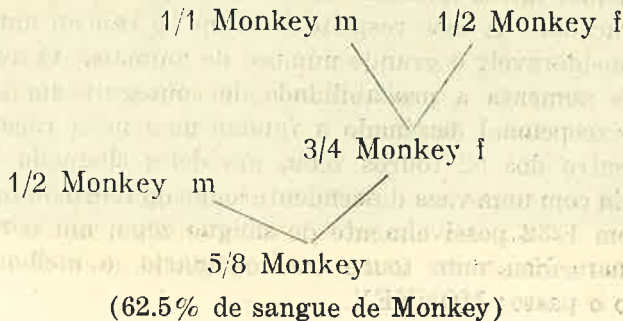 1/1 Monkey m 1/2 Monkey f
3/4 Monkey f
1/2 Monkey m
5/8 Monkey
(62.5% de sangue de Monkey)